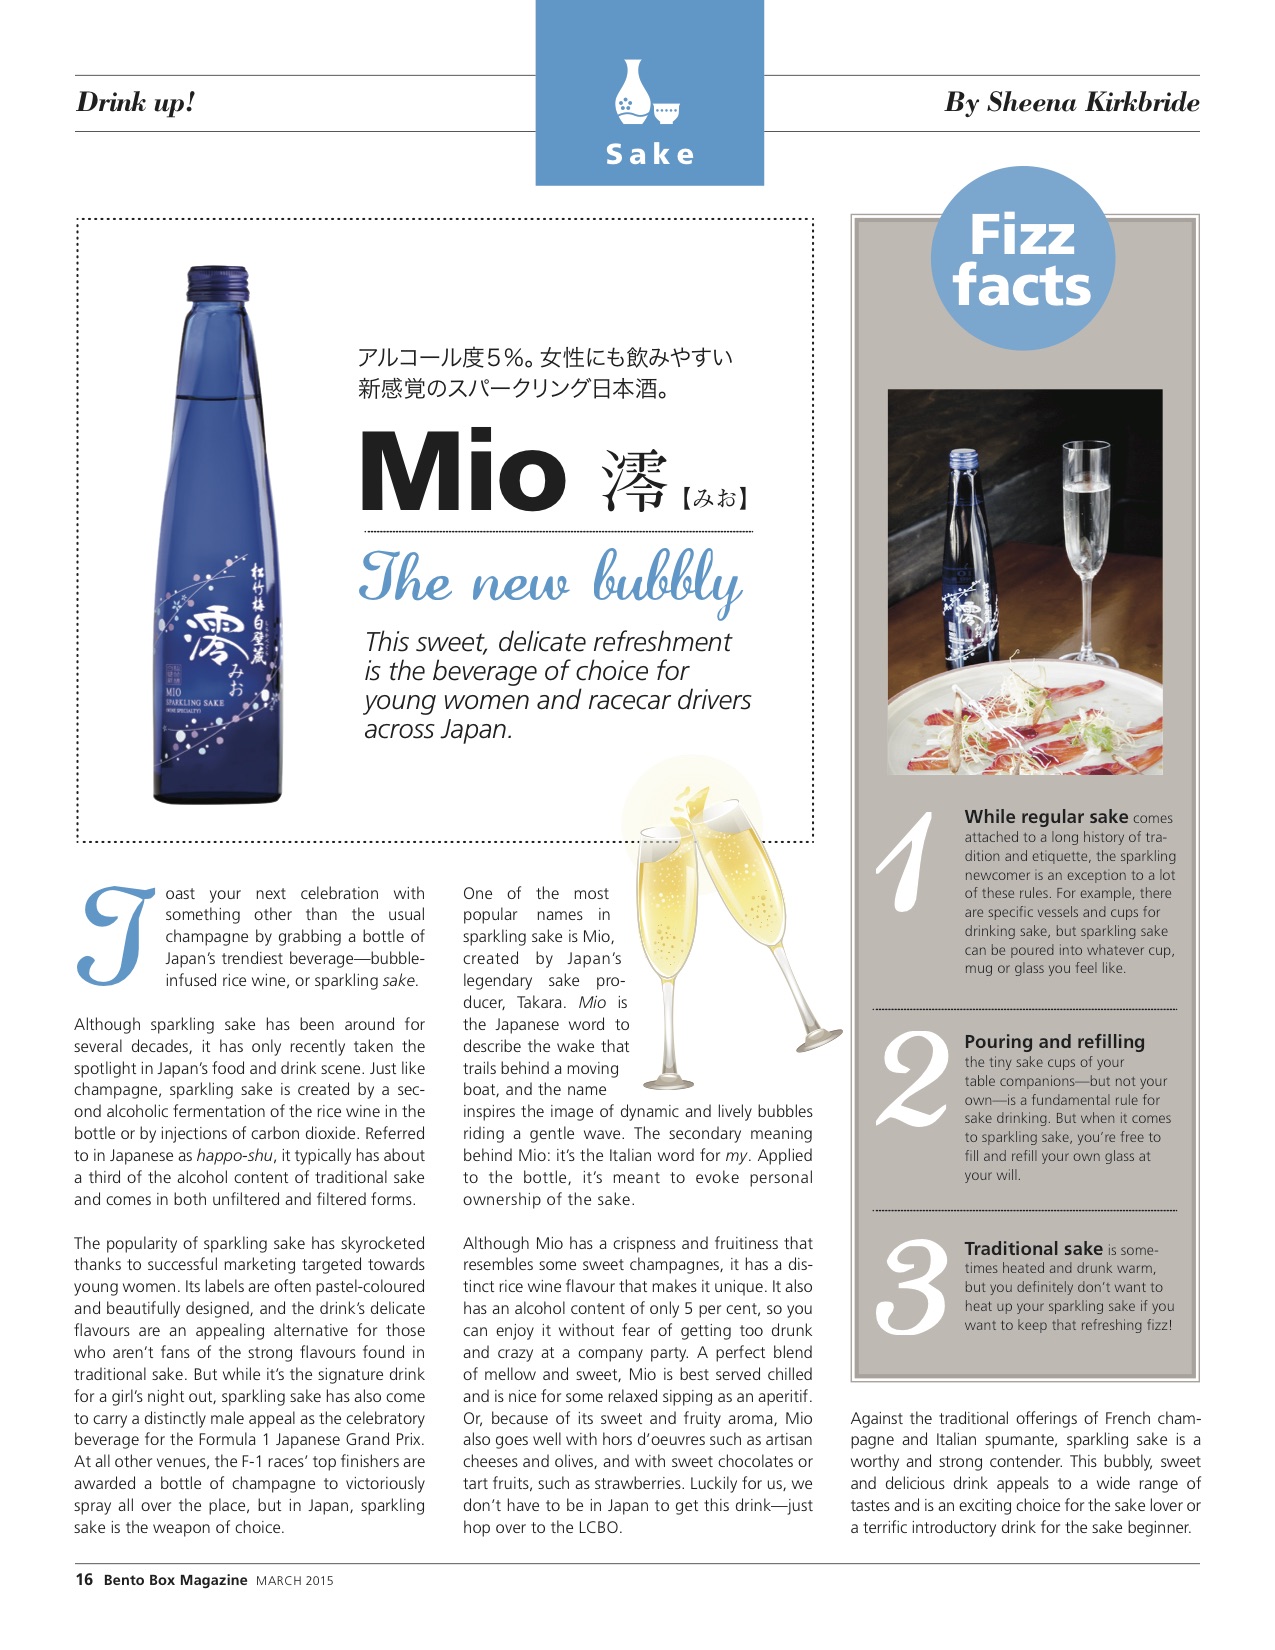 Drink up!
Sake
By Sheena Kirkbride
松竹梅白壁蔵
澪
みお
MIO
SPARKLING SAKE
アルコール度5%。女性にも飲みやすい
新感覚のスパークリング日本酒。
Mio 澪【みお】
The new bubbly
This sweet, delicate refreshment
is the beverage of choice for
young women and racecar drivers
across Japan.
Toast your next celebration with
something other than the usual
champagne by grabbing a bottle of
Japan’s trendiest beverage—bubble-
infused rice wine, or sparkling sake.
Although sparkling sake has been around for
several decades, it has only recently taken the
spotlight in Japan’s food and drink scene. Just like
champagne, sparkling sake is created by a sec-
ond alcoholic fermentation of the rice wine in the
bottle or by injections of carbon dioxide. Referred
to in Japanese as happo-shu, it typically has about
a third of the alcohol content of traditional sake
and comes in both unfiltered and filtered forms.
The popularity of sparkling sake has skyrocketed
thanks to successful marketing targeted towards
young women. Its labels are often pastel-coloured
and beautifully designed, and the drink’s delicate
flavours are an appealing alternative for those
who aren’t fans of the strong flavours found in
traditional sake. But while it’s the signature drink
for a girl’s night out, sparkling sake has also come
to carry a distinctly male appeal as the celebratory
beverage for the Formula 1 Japanese Grand Prix.
At all other venues, the F-1 races’ top finishers are
awarded a bottle of champagne to victoriously
spray all over the place, but in Japan, sparkling
sake is the weapon of choice.
One of the most
popular names in
sparkling sake is Mio,
created by Japan’s
legendary sake pro-
ducer, Takara. Mio is
the Japanese word to
describe the wake that
trails behind a moving
boat, and the name
inspires the image of dynamic and lively bubbles
riding a gentle wave. The secondary meaning
behind Mio: it’s the Italian word for my. Applied
to the bottle, it’s meant to evoke personal
ownership of the sake.
Although Mio has a crispness and fruitiness that
resembles some sweet champagnes, it has a dis-
tinct rice wine flavour that makes it unique. It also
has an alcohol content of only 5 per cent, so you
can enjoy it without fear of getting too drunk
and crazy at a company party. A perfect blend
of mellow and sweet, Mio is best served chilled
and is nice for some relaxed sipping as an aperitif.
Or, because of its sweet and fruity aroma, Mio
also goes well with hors d’oeuvres such as artisan
cheeses and olives, and with sweet chocolates or
tart fruits, such as strawberries. Luckily for us, we
don’t have to be in Japan to get this drink—just
hop over to the LCBO.
Fizz
facts
澪
1
While regular sake comes
attached to a long history of tra-
dition and etiquette, the sparkling
newcomer is an exception to a lot
of these rules. For example, there
are specific vessels and cups for
drinking sake, but sparkling sake
can be poured into whatever cup,
mug or glass you feel like.
2
Pouring and refilling
the tiny sake cups of your
table companions—but not your
own—is a fundamental rule for
sake drinking. But when it comes
to sparkling sake, you’re free to
fill and refill your own glass at
your will.
3
Traditional sake is some-
times heated and drunk warm,
but you definitely don’t want to
heat up your sparkling sake if you
want to keep that refreshing fizz!
Against the traditional offerings of French cham-
pagne and Italian spumante, sparkling sake is a
worthy and strong contender. This bubbly, sweet
and delicious drink appeals to a wide range of
tastes and is an exciting choice for the sake lover or
a terrific introductory drink for the sake beginner.
16 Bento Box Magazine MARCH 2015